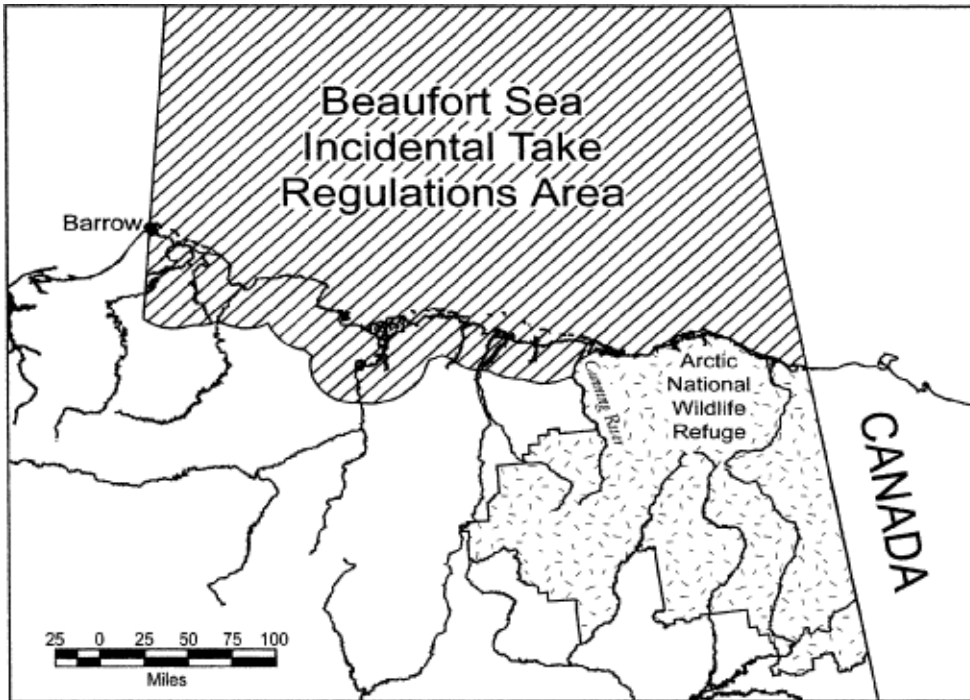 Beaufort Sea
Incidental Take
Regulations Area
Barrow
Arctic
National
Wildlife
Refuge
Canning River
CANADA
25 0 25 50 75 100
Miles